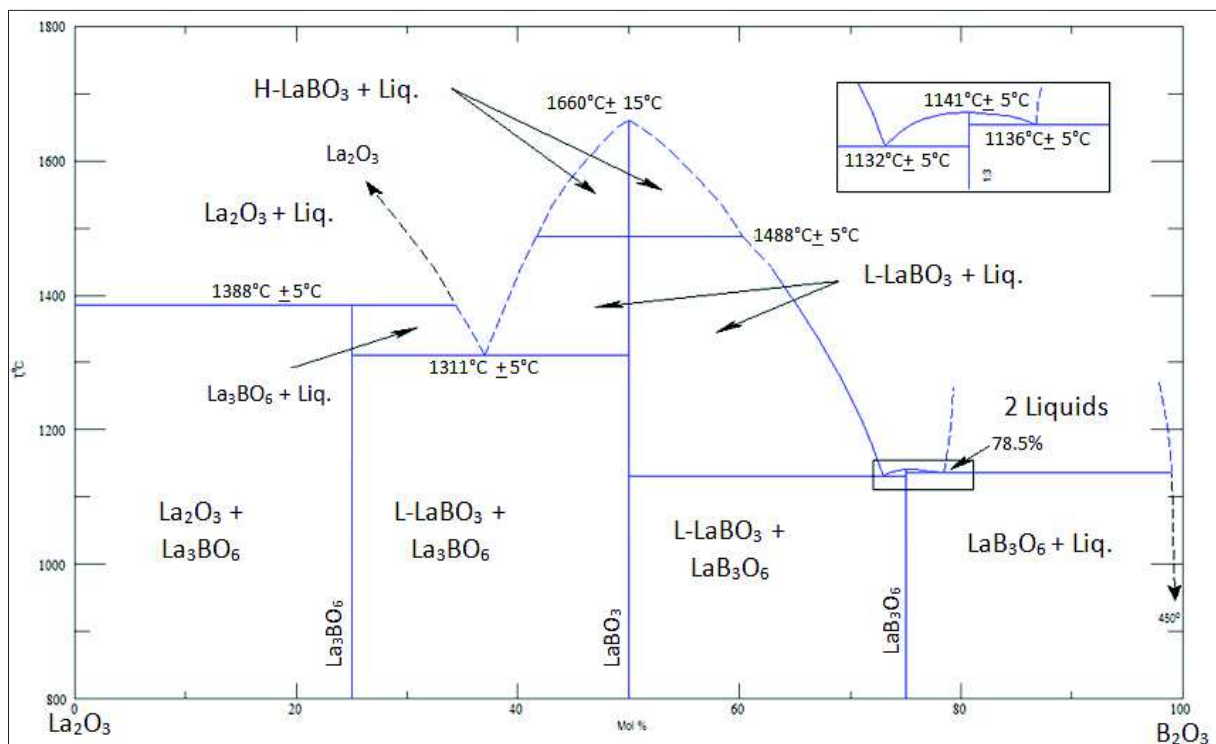 1800
H-LaBO₃ + Liq.
1660°C± 15°C
1141°C± 5°C
1136°C± 5°C
1132°C± 5°C
1600
La₂O₃
La₂O₃ + Liq.
1488°C± 5°C
L-LaBO₃ + Liq.
1388°C ±5°C
1400
1311°C ±5°C
La₃BO₆ + Liq.
t,°C
2 Liquids
1200
78.5%
La₂O₃ +
La₃BO₆
L-LaBO₃ +
La₃BO₆
L-LaBO₃ +
LaB₃O₆
LaB₃O₆ + Liq.
1000
La₃BO₆
LaBO₃
LaB₃O₆
450°
800
0
20
40
60
80
100
La₂O₃
Mol %
B₂O₃